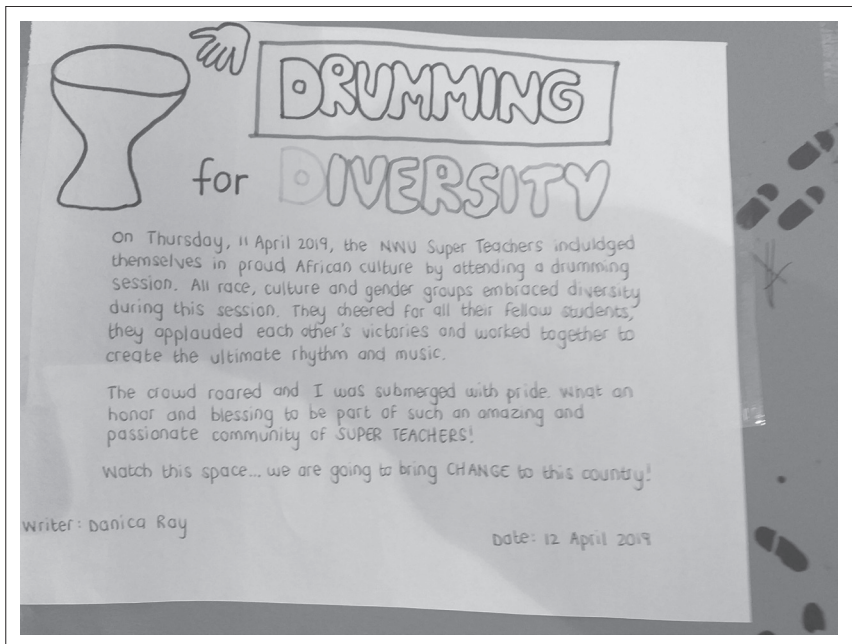 DRUMMING
for DIVERSITY
On Thursday, 11 April 2019, the NWU Super Teachers induldged
themselves in proud African culture by attending a drumming
session. All race, culture and gender groups embraced diversity
during this session. They cheered for all their fellow students,
they applauded each other's victories and worked together to
create the ultimate rhythm and music.
The crowd roared and I was submerged with pride. What an
honor and blessing to be part of such an amazing and
passionate community of SUPER TEACHERS!
Watch this space... we are going to bring CHANGE to this country!
Writer: Danica Ray
Date: 12 April 2019